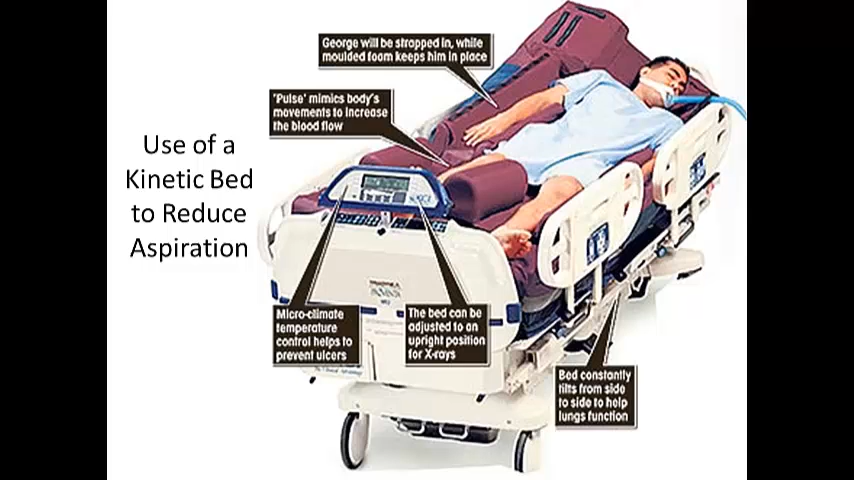 Use of a
Kinetic Bed
to Reduce
Aspiration
George will be strapped in, while
moulded foam keeps him in place
'Pulse' mimics body's
movements to increase
the blood flow
Micro-climate
temperature
control helps to
prevent ulcers
The bed can be
adjusted to an
upright position
for X-rays
Bed constantly
tilts from side
to side to help
lungs function